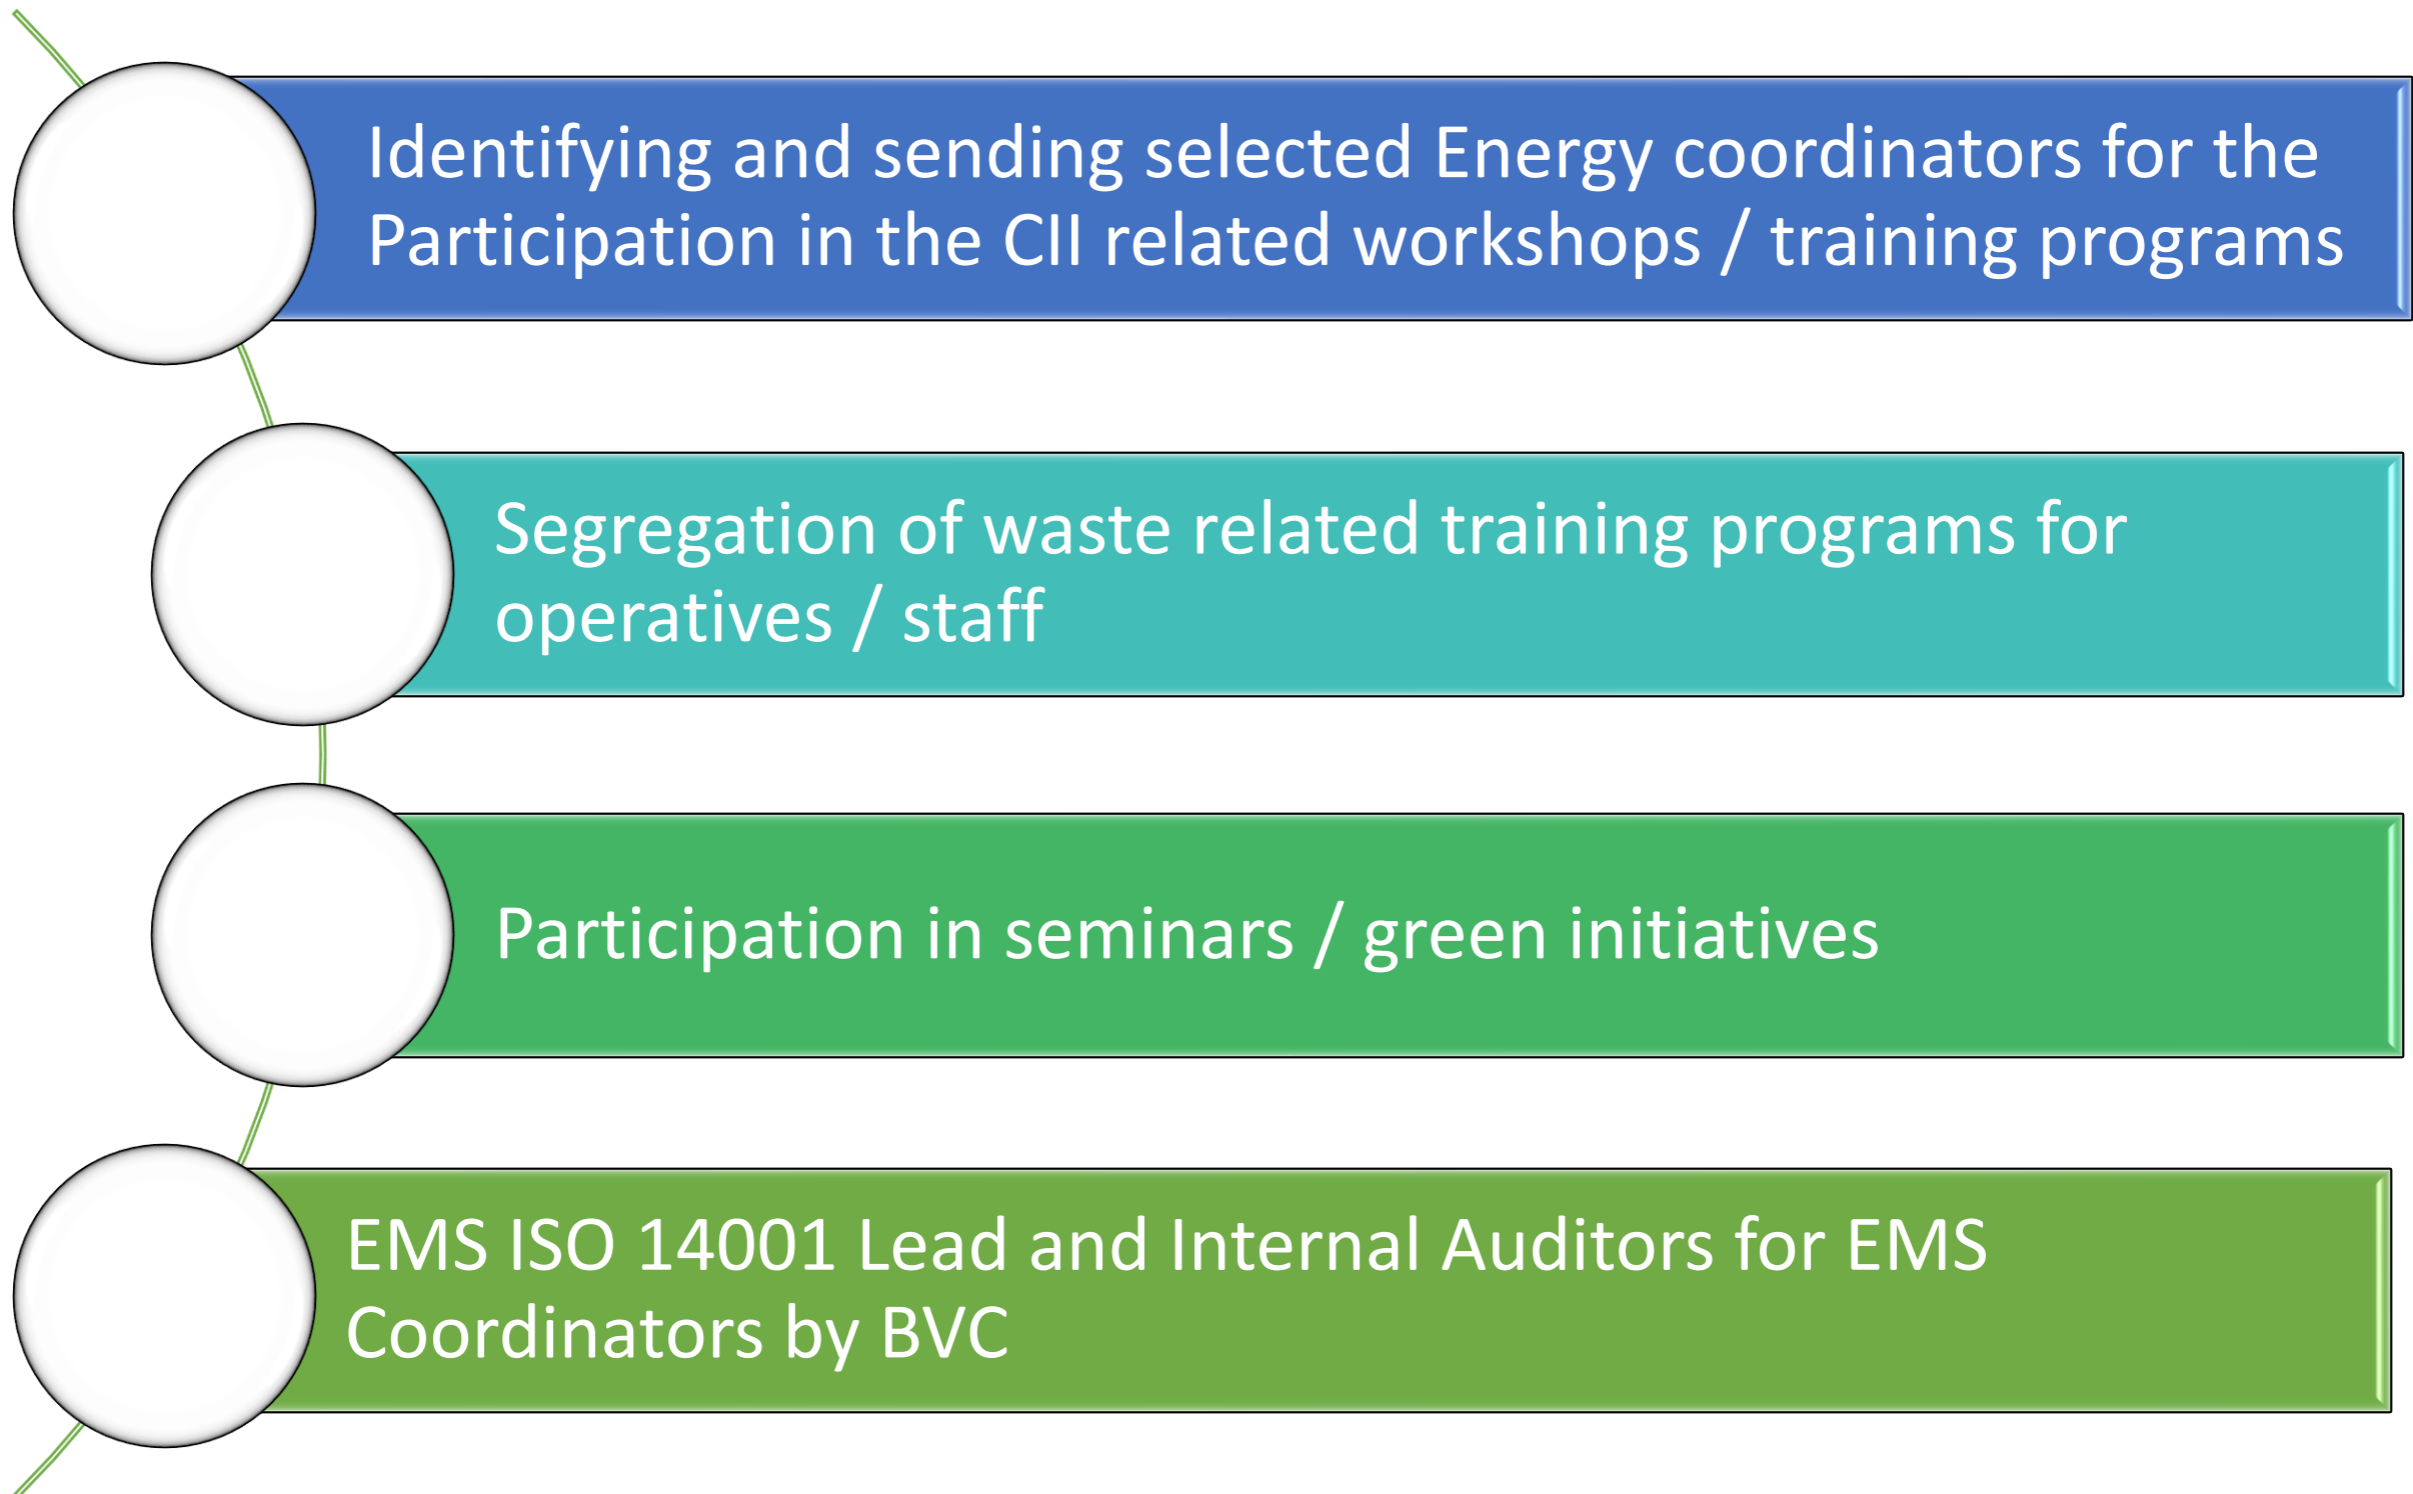 Identifying and sending selected Energy coordinators for the
Participation in the CII related workshops / training programs
Segregation of waste related training programs for
operatives / staff
Participation in seminars / green initiatives
EMS ISO 14001 Lead and Internal Auditors for EMS
Coordinators by BVC